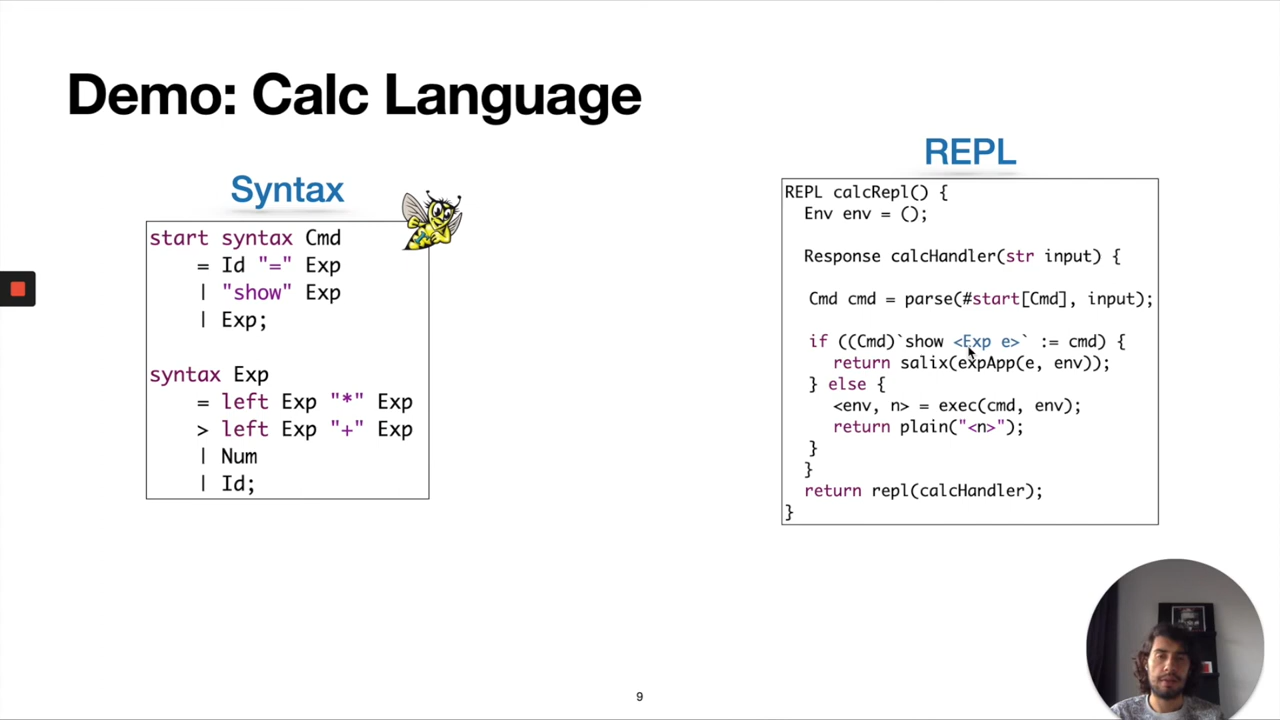 Demo: Calc Language
Syntax
start syntax Cmd
= Id "=" Exp
| "show" Exp
| Exp;
syntax Exp
= left Exp "*" Exp
> left Exp "+" Exp
| Num
| Id;
REPL
REPL calcRepl() {
Env env = ();
Response calcHandler(str input) {
Cmd cmd = parse(#start[Cmd], input);
if ((Cmd)`show <Exp e>` := cmd) {
return salix(expApp(e, env));
} else {
<env, n> = exec(cmd, env);
return plain("<n>");
}
}
return repl(calcHandler);
}
9